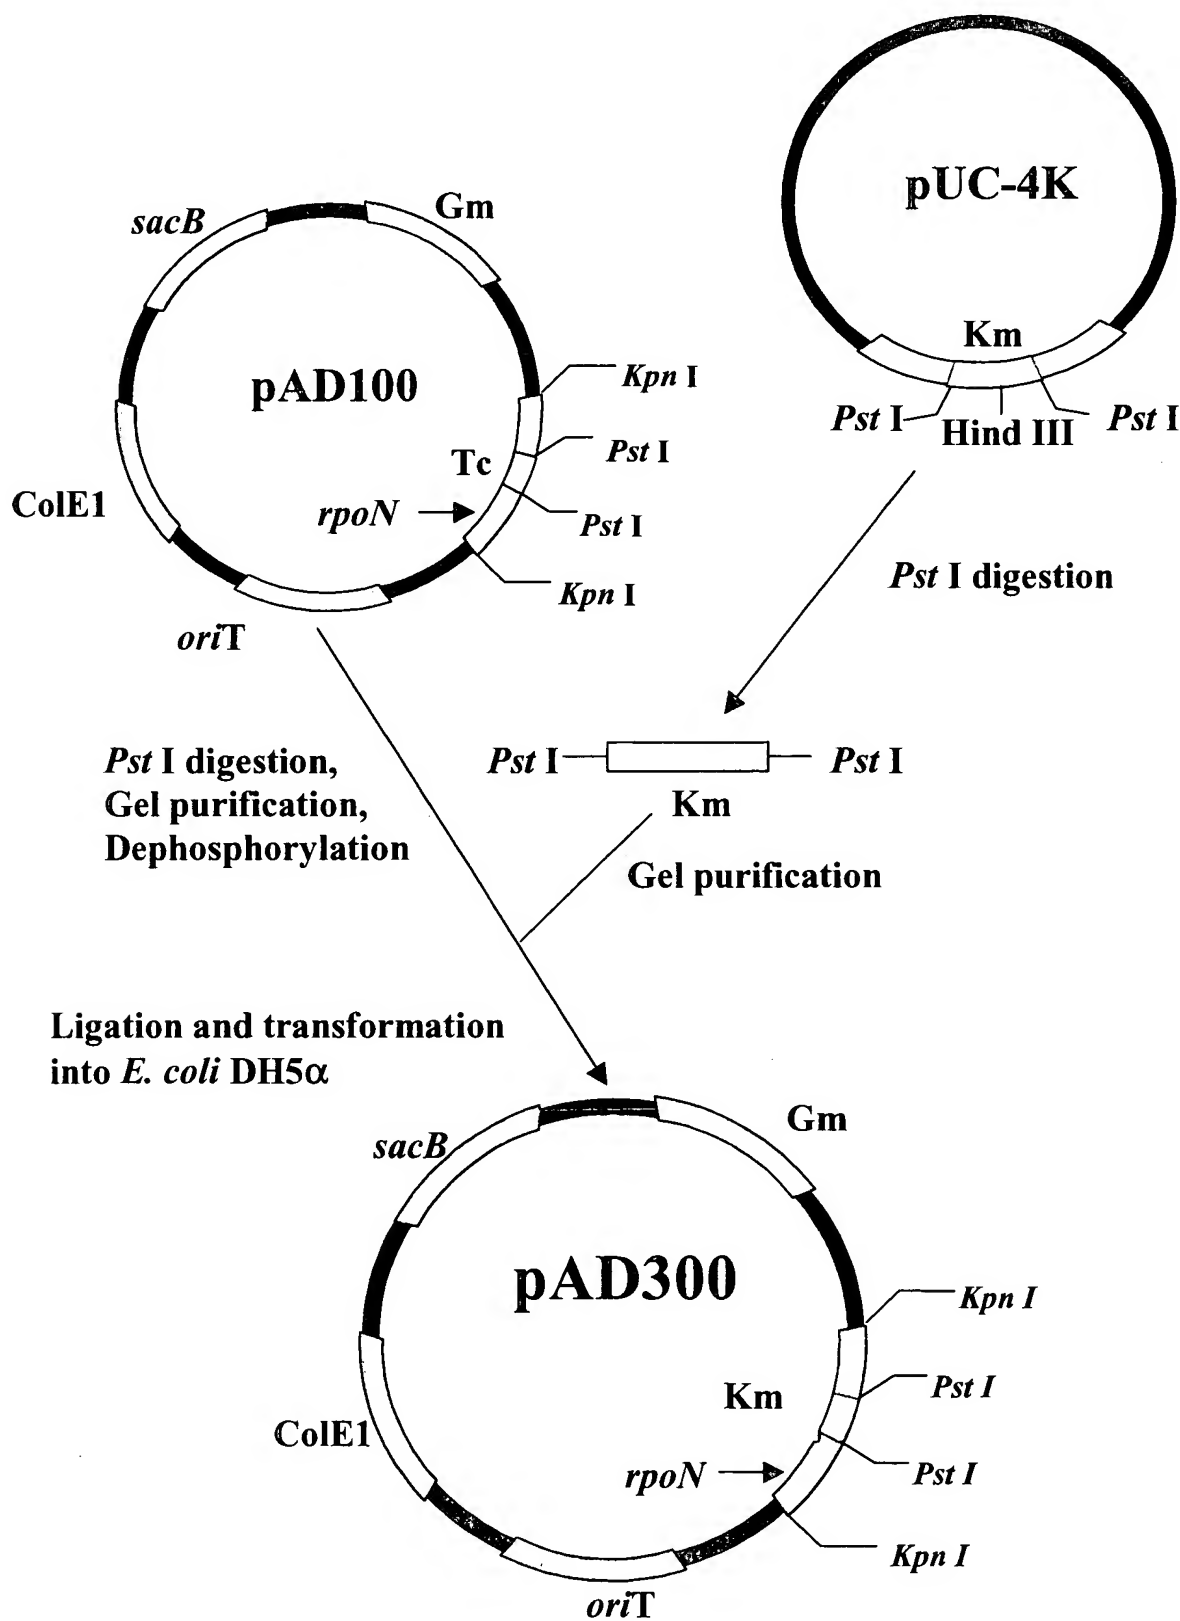 pUC-4K
Km
Pst I
Hind III
Pst I
sacB
Gm
pAD100
Kpn I
Pst I
Tc
rpoN
Pst I
Kpn I
ColE1
oriT
Pst I digestion
Pst I
Pst I
Km
Pst I digestion,
Gel purification,
Dephosphorylation
Gel purification
Ligation and transformation
into E. coli DH5α
sacB
Gm
pAD300
Kpn I
Pst I
Km
ColE1
rpoN
Pst I
Kpn I
oriT